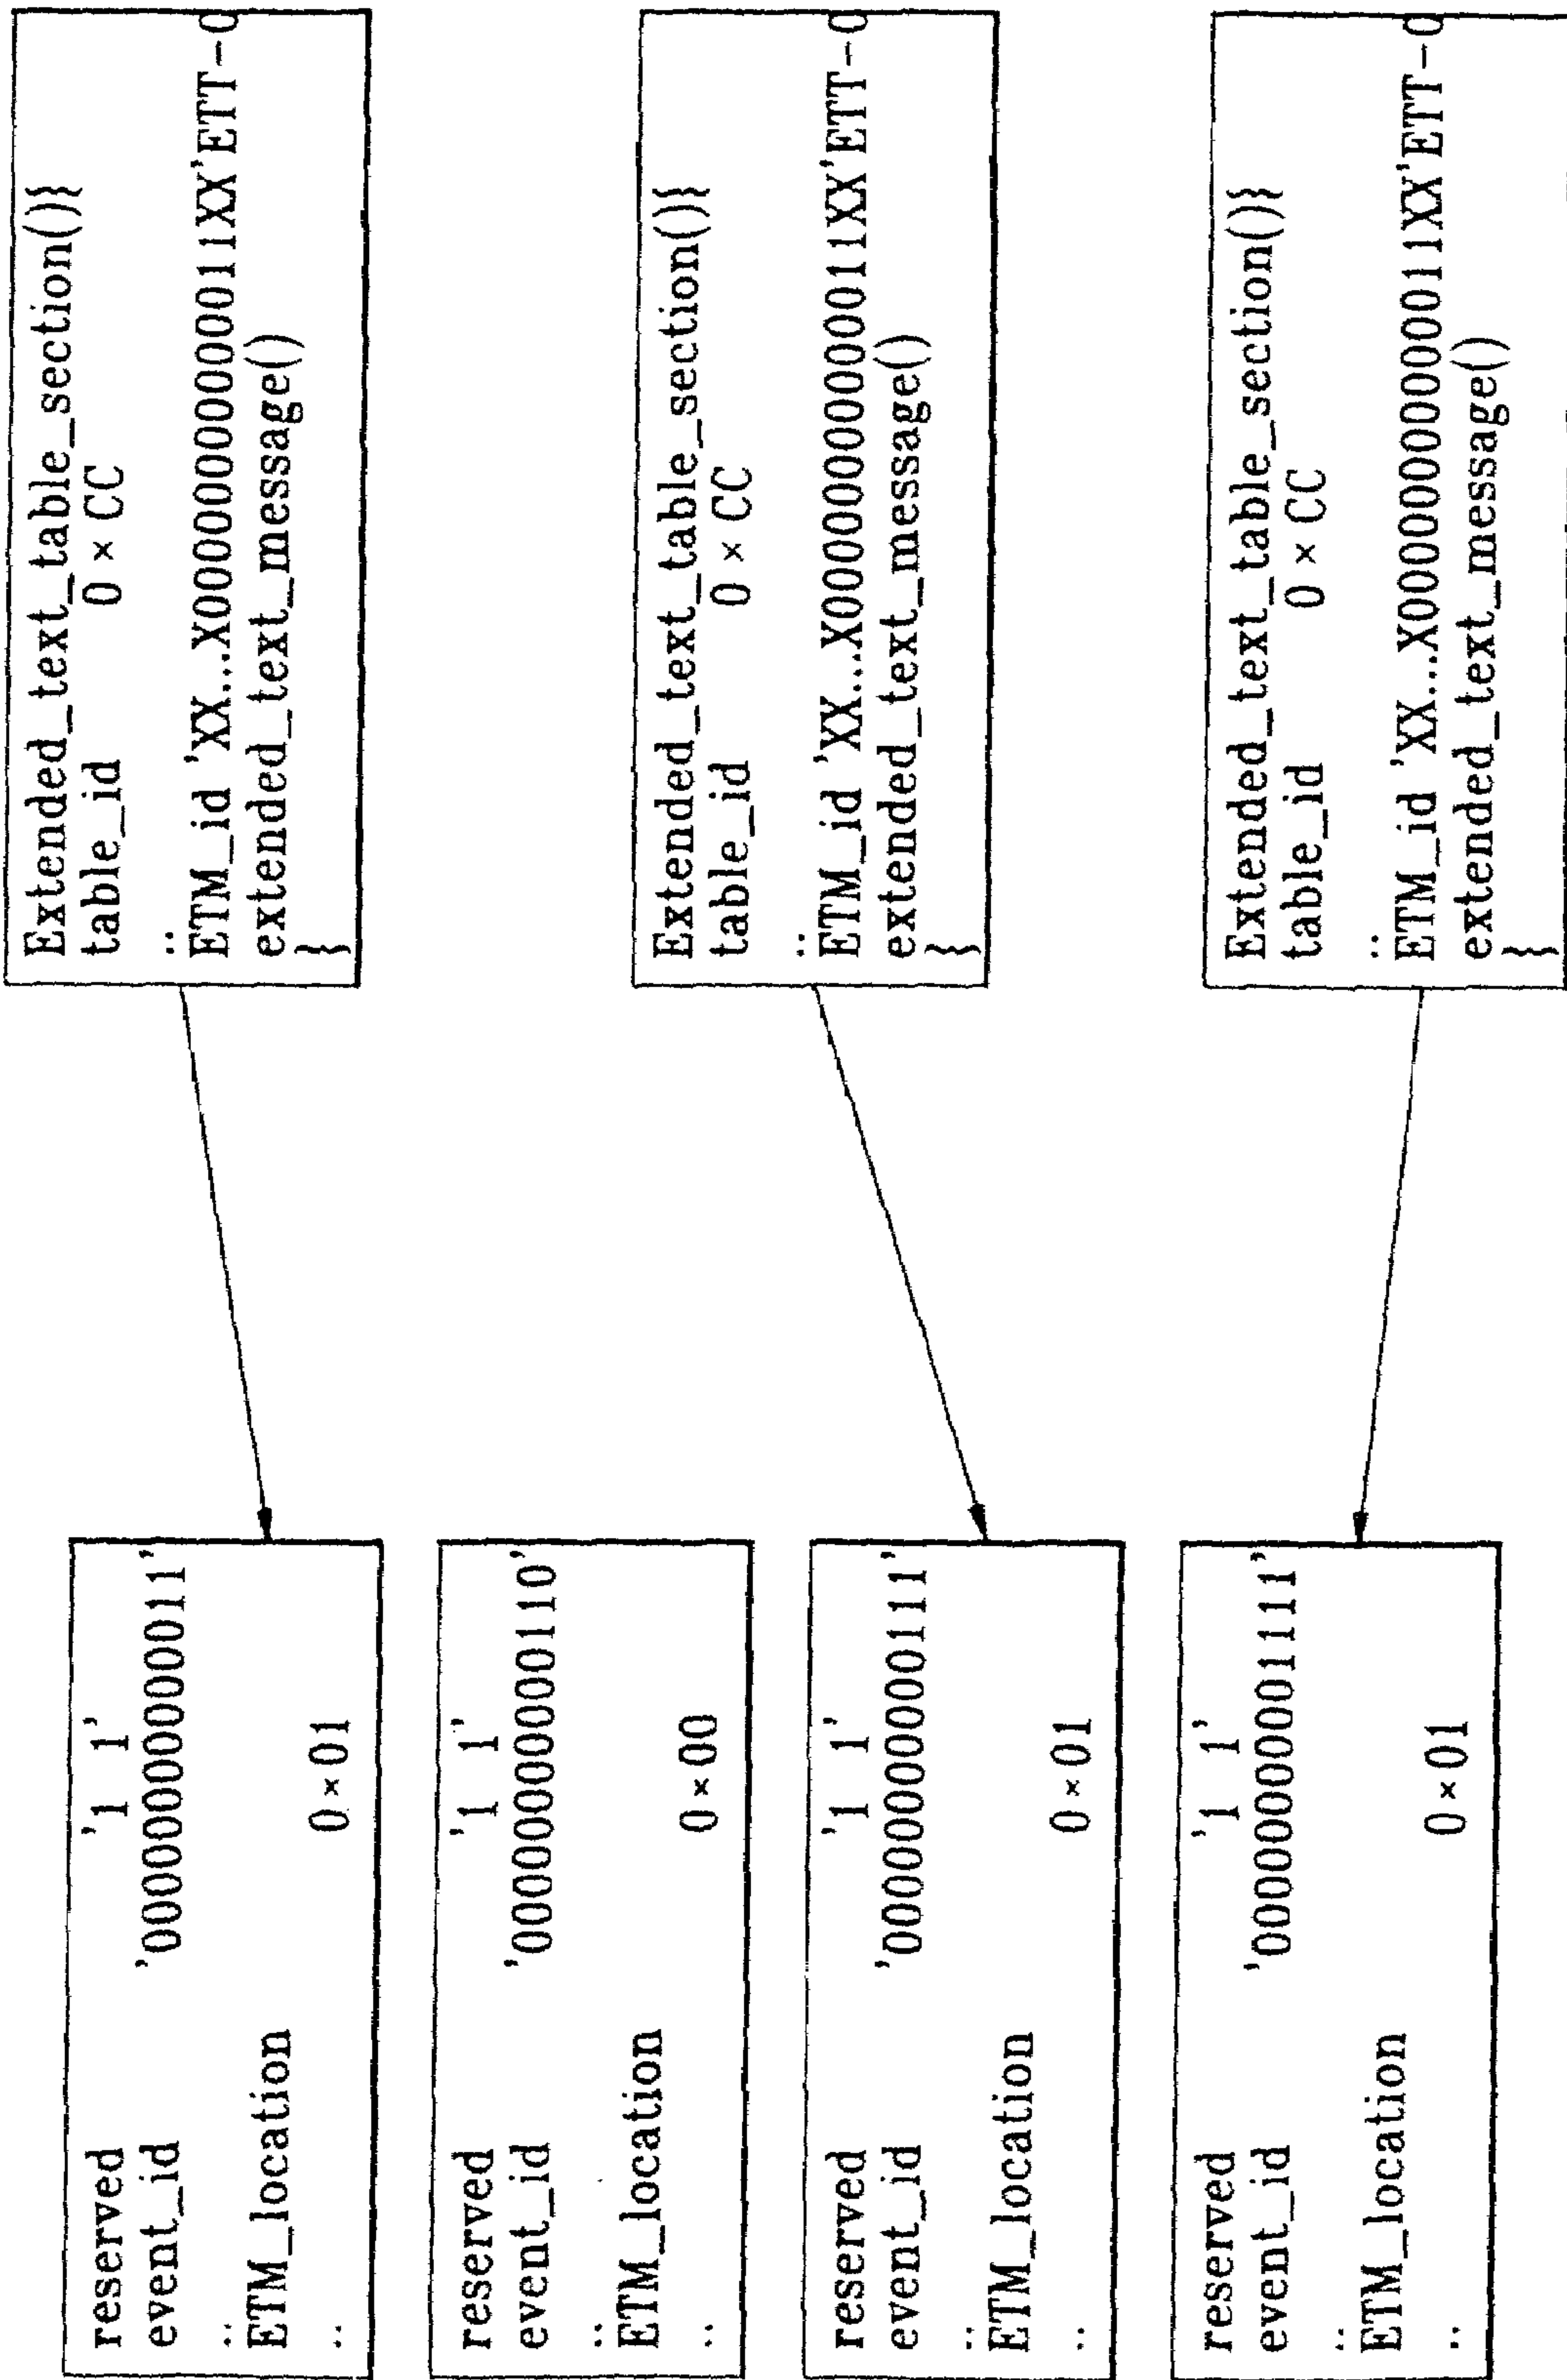 reserved '1 1'
event_id '00000000000011'
:
ETM_location 0×01
:
reserved '1 1'
event_id '00000000000110'
:
ETM_location 0×00
:
reserved '1 1'
event_id '00000000000111'
:
ETM_location 0×01
:
reserved '1 1'
event_id '00000000001111'
:
ETM_location 0×01
:
Extended_text_table_section(){
table_id 0×CC
:
ETM_id 'XX...X00000000000011XX'ETT-0
extended_text_message()
}
Extended_text_table_section(){
table_id 0×CC
:
ETM_id 'XX...X00000000000011XX'ETT-0
extended_text_message()
}
Extended_text_table_section(){
table_id 0×CC
:
ETM_id 'XX...X00000000000011XX'ETT-0
extended_text_message()
}